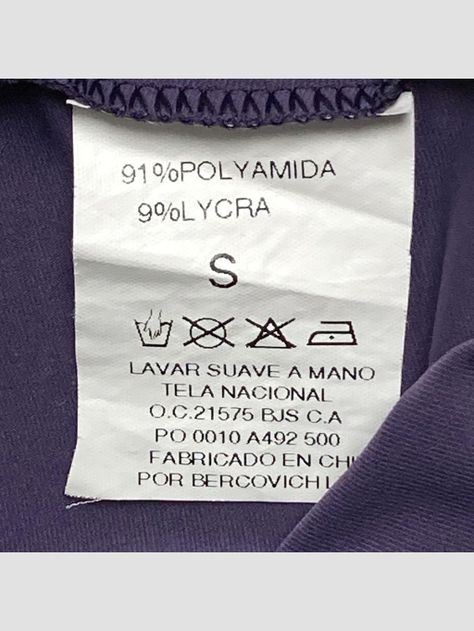 91%POLYAMIDA
9%LYCRA
S
LAVAR SUAVE A MANO
TELA NACIONAL
O.C.21575 BJS C.A
PO 0010 A492 500
FABRICADO EN
POR BERCOVICH